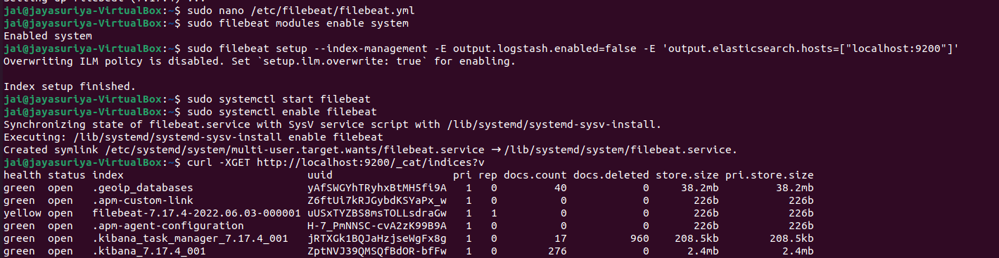 jai@jayasuriya-VirtualBox:~$ sudo nano /etc/filebeat/filebeat.yml
jai@jayasuriya-VirtualBox:~$ sudo filebeat modules enable system
Enabled system
jai@jayasuriya-VirtualBox:~$ sudo filebeat setup --index-management -E output.logstash.enabled=false -E 'output.elasticsearch.hosts=["localhost:9200"]'
Overwriting ILM policy is disabled. Set `setup.ilm.overwrite: true` for enabling.

Index setup finished.
jai@jayasuriya-VirtualBox:~$ sudo systemctl start filebeat
jai@jayasuriya-VirtualBox:~$ sudo systemctl enable filebeat
Synchronizing state of filebeat.service with SysV service script with /lib/systemd/systemd-sysv-install.
Executing: /lib/systemd/systemd-sysv-install enable filebeat
Created symlink /etc/systemd/system/multi-user.target.wants/filebeat.service → /lib/systemd/system/filebeat.service.
jai@jayasuriya-VirtualBox:~$ curl -XGET http://localhost:9200/_cat/indices?v
health status index                            uuid                   pri rep docs.count docs.deleted store.size pri.store.size
green  open   .geoip_databases                 yAfSWGYhTRyhxBtMH5fi9A   1   0         40            0     38.2mb         38.2mb
green  open   .apm-custom-link                 Z6ftUi7kRJGybdKSYaPx_w   1   0          0            0       226b           226b
yellow open   filebeat-7.17.4-2022.06.03-000001 uUSxTYZBS8msTOLLsdraGw   1   1          0            0       226b           226b
green  open   .apm-agent-configuration         H-7_PmNNSC-cvA2zK99B9A   1   0          0            0       226b           226b
green  open   .kibana_task_manager_7.17.4_001  jRTXGk1BQJaHzjseWgFx8g   1   0         17          960    208.5kb        208.5kb
green  open   .kibana_7.17.4_001               ZptNVJ39QMSQfBdOR-bfFw   1   0        276            0      2.4mb          2.4mb